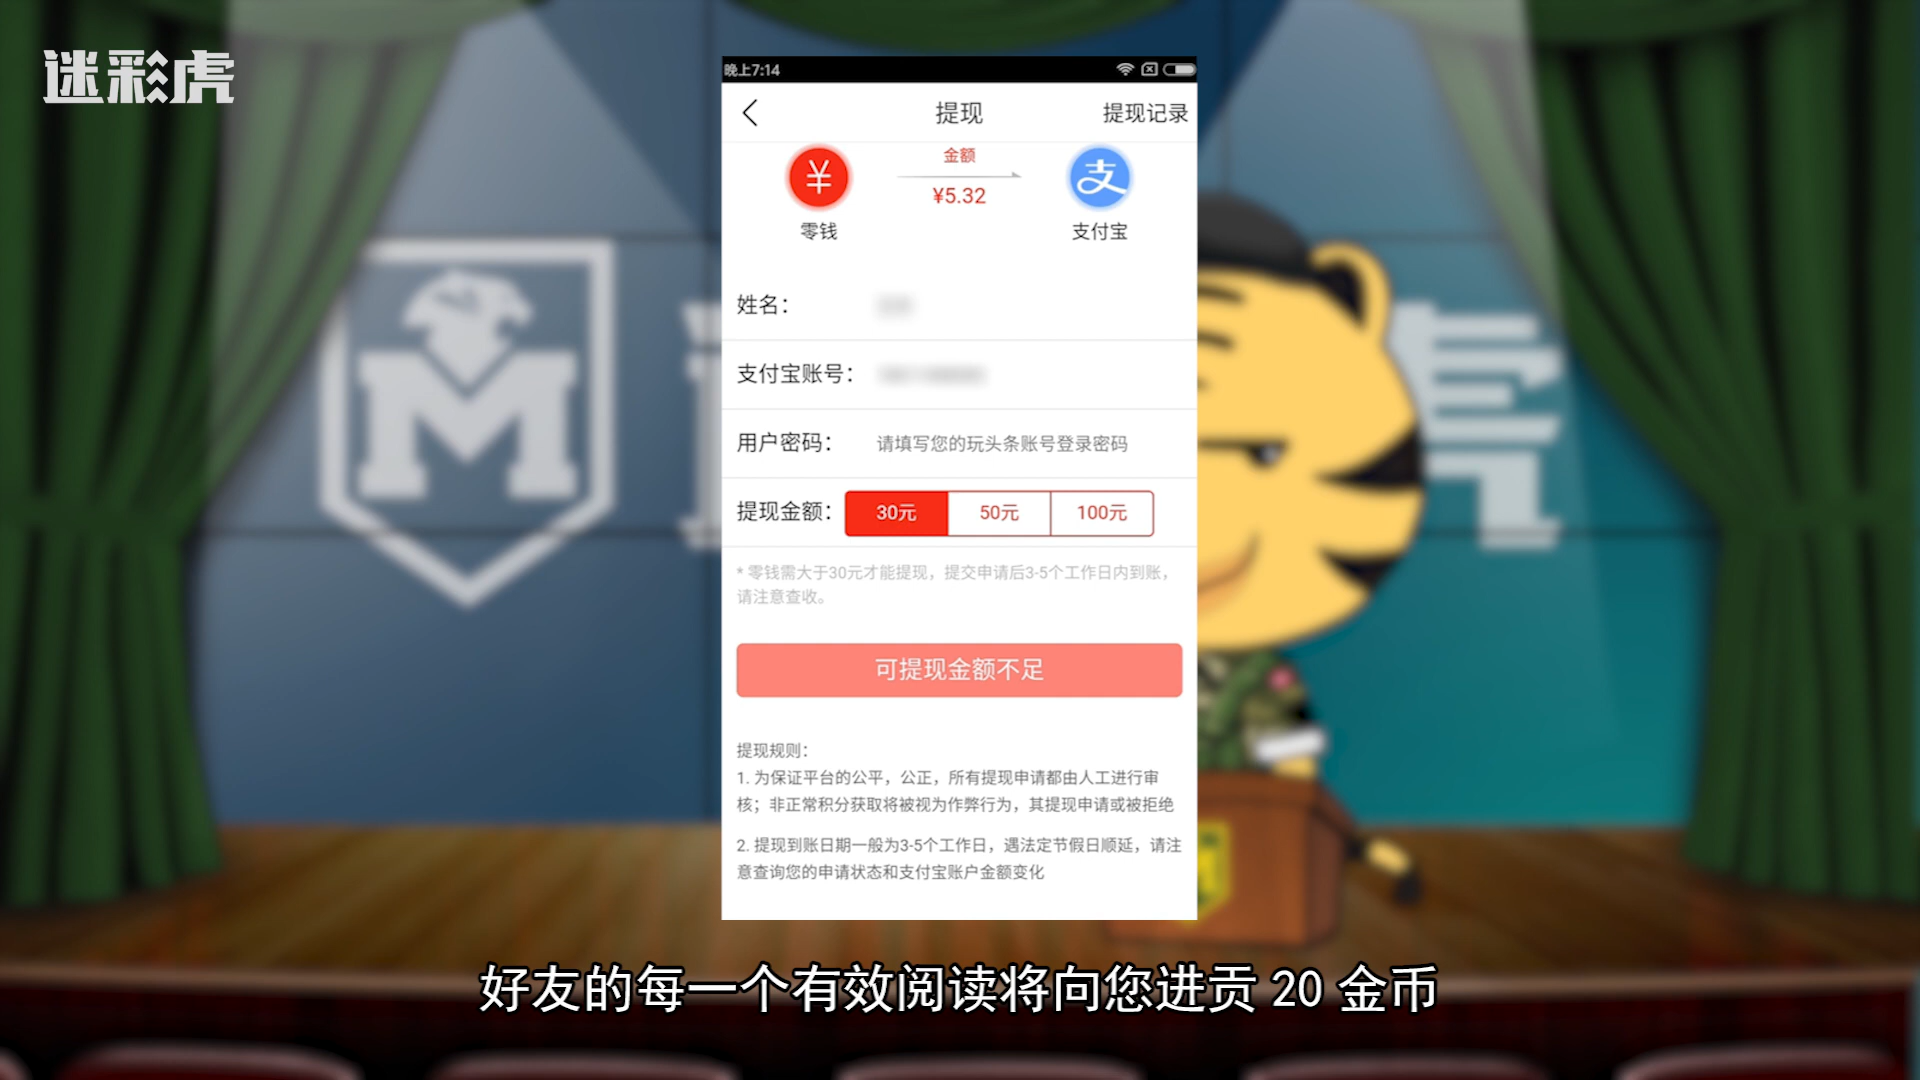 迷彩虎
晚上7:14
提现
提现记录
金额
¥5.32
零钱
支付宝
姓名：
支付宝账号：
用户密码：
请填写您的玩头条账号登录密码
提现金额：
30元
50元
100元
* 零钱需大于30元才能提现，提交申请后3-5个工作日内到账，
请注意查收。
可提现金额不足
提现规则：
1. 为保证平台的公平，公正，所有提现申请都由人工进行审
核；非正常积分获取将被视为作弊行为，其提现申请或被拒绝
2. 提现到账日期一般为3-5个工作日，遇法定节假日顺延，请注
意查询您的申请状态和支付宝账户金额变化
好友的每一个有效阅读将向您进贡 20 金币